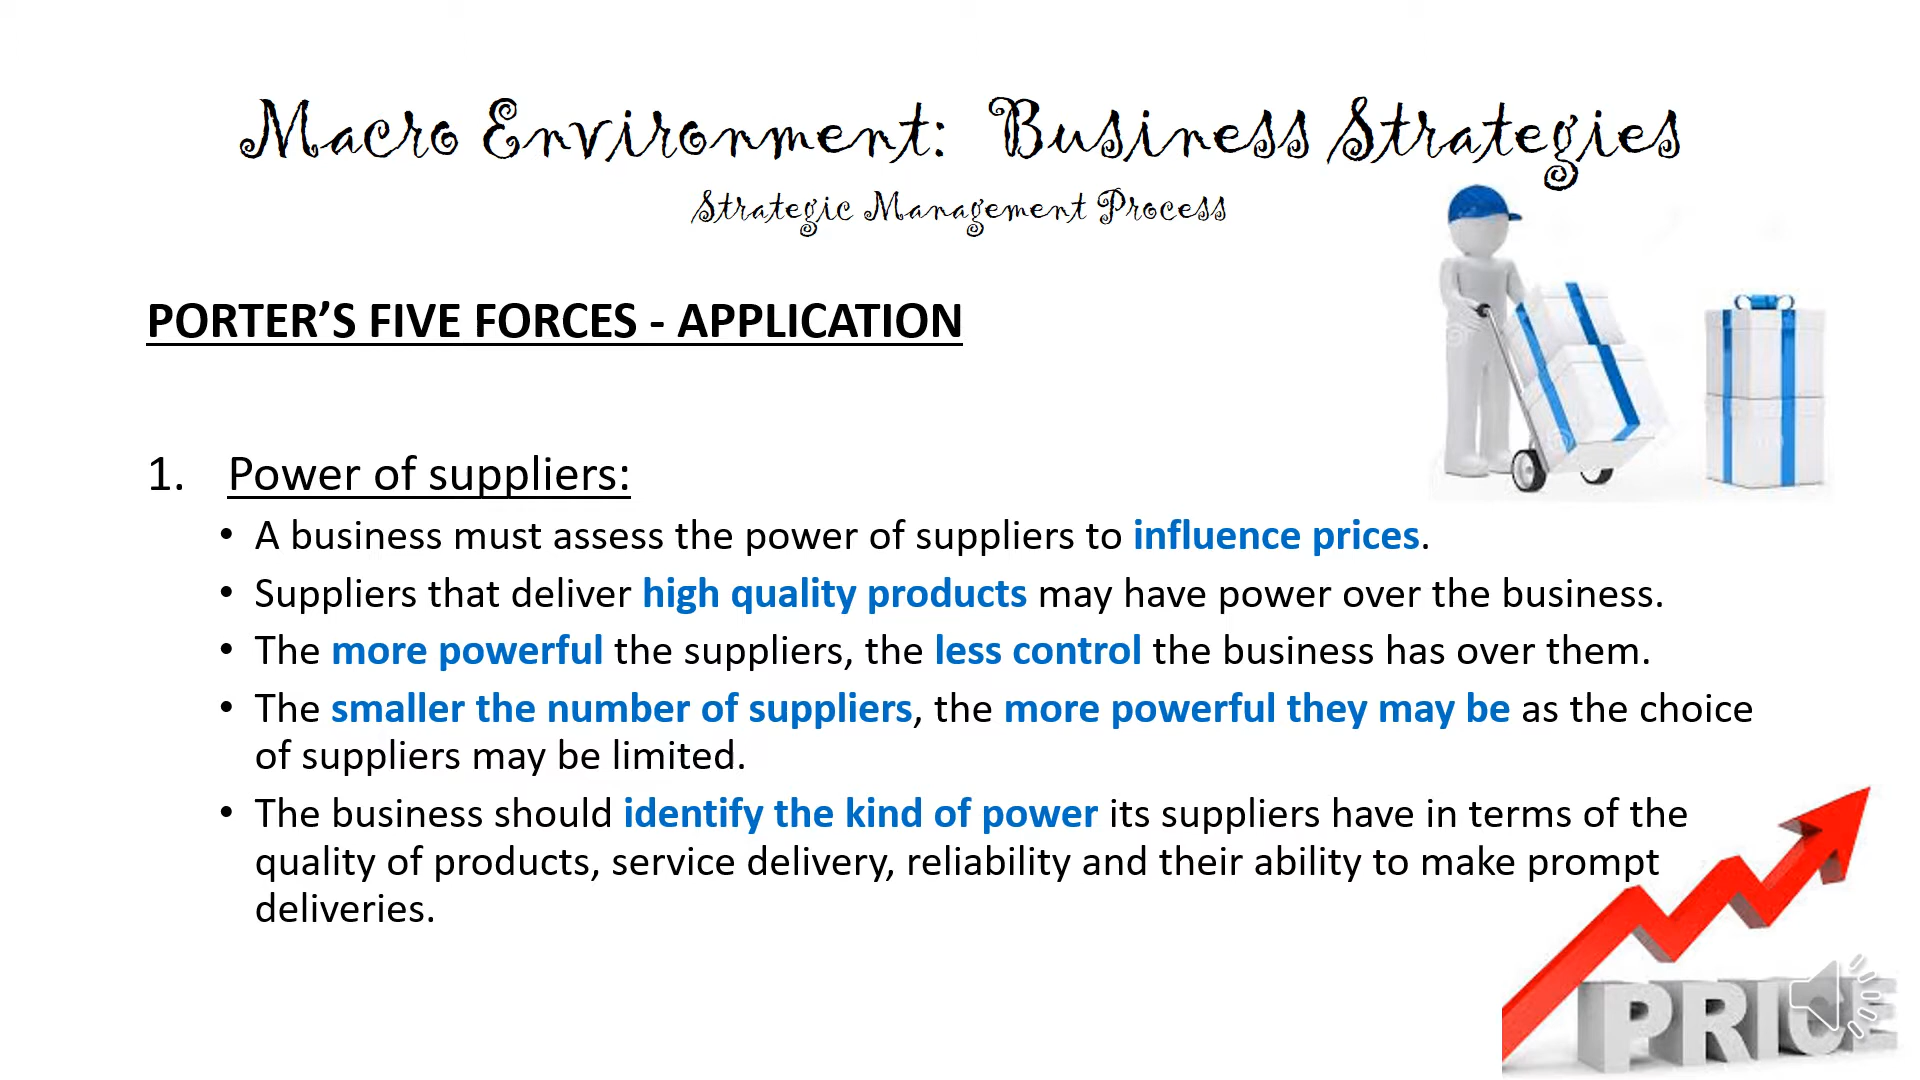 Macro Environment: Business Strategies
Strategic Management Process
PORTER’S FIVE FORCES - APPLICATION
1. Power of suppliers:
• A business must assess the power of suppliers to influence prices.
• Suppliers that deliver high quality products may have power over the business.
• The more powerful the suppliers, the less control the business has over them.
• The smaller the number of suppliers, the more powerful they may be as the choice
of suppliers may be limited.
• The business should identify the kind of power its suppliers have in terms of the
quality of products, service delivery, reliability and their ability to make prompt
deliveries.
PRICE